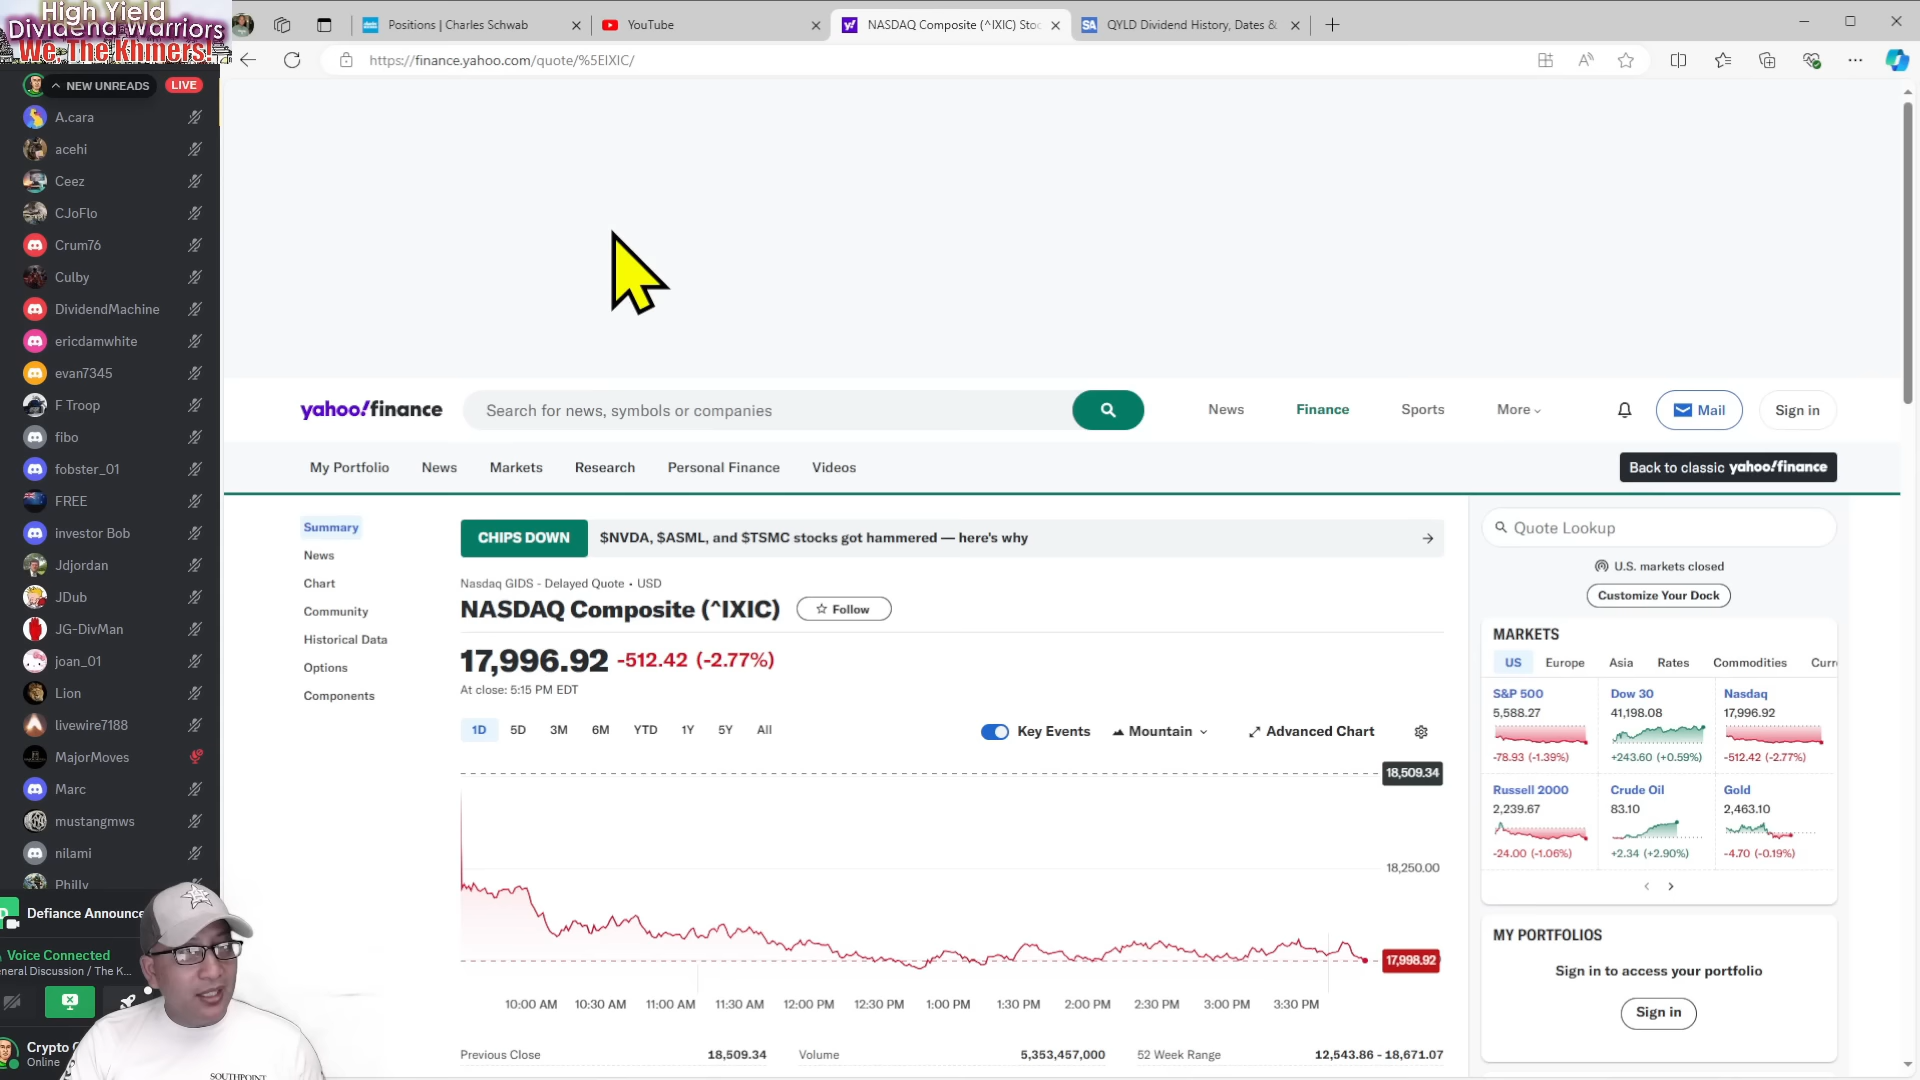 High Yield
Dividend Warriors
We The Khmers!
Positions | Charles Schwab
YouTube
NASDAQ Composite (^IXIC) Stoc
QYLD Dividend History, Dates &
https://finance.yahoo.com/quote/%5EIXIC/
NEW UNREADS
LIVE
A.cara
acehi
Ceez
CJoFlo
Crum76
Culby
DividendMachine
ericdamwhite
evan7345
F Troop
fibo
fobster_01
FREE
investor Bob
Jdjordan
JDub
JG-DivMan
joan_01
Lion
livewire7188
MajorMoves
Marc
mustangmws
nilami
Philly
Defiance Announce
Voice Connected
eneral Discussion / The K...
Crypto
Online
SOUTHPOINT
yahoo!finance
Search for news, symbols or companies
News
Finance
Sports
More
Mail
Sign in
My Portfolio
News
Markets
Research
Personal Finance
Videos
Back to classic yahoo!finance
Summary
News
Chart
Community
Historical Data
Options
Components
CHIPS DOWN
$NVDA, $ASML, and $TSMC stocks got hammered — here's why
Nasdaq GIDS - Delayed Quote • USD
NASDAQ Composite (^IXIC)
Follow
17,996.92 -512.42 (-2.77%)
At close: 5:15 PM EDT
1D 5D 3M 6M YTD 1Y 5Y All
Key Events
Mountain
Advanced Chart
18,509.34
18,250.00
17,998.92
10:00 AM 10:30 AM 11:00 AM 11:30 AM 12:00 PM 12:30 PM 1:00 PM 1:30 PM 2:00 PM 2:30 PM 3:00 PM 3:30 PM
Previous Close 18,509.34
Volume 5,353,457,000
52 Week Range 12,543.86 - 18,671.07
Quote Lookup
U.S. markets closed
Customize Your Dock
MARKETS
US Europe Asia Rates Commodities Curr
S&P 500
5,588.27
-78.93 (-1.39%)
Dow 30
41,198.08
+243.60 (+0.59%)
Nasdaq
17,996.92
-512.42 (-2.77%)
Russell 2000
2,239.67
-24.00 (-1.06%)
Crude Oil
83.10
+2.34 (+2.90%)
Gold
2,463.10
-4.70 (-0.19%)
MY PORTFOLIOS
Sign in to access your portfolio
Sign in